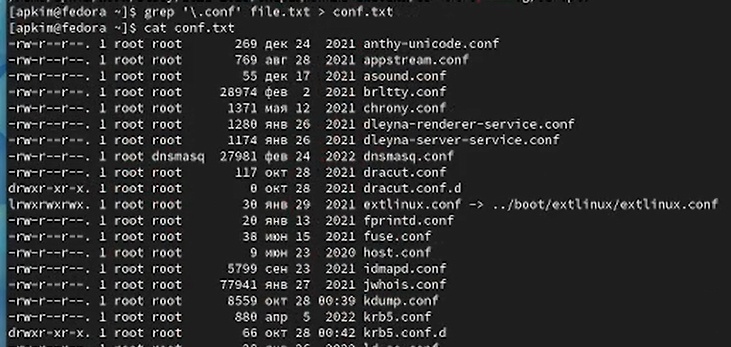 [apkim@fedora ~]$ grep '\.conf' file.txt > conf.txt
[apkim@fedora ~]$ cat conf.txt
-rw-r--r--. 1 root root 269 дек 24 2021 anthy-unicode.conf
-rw-r--r--. 1 root root 769 авг 28 2021 appstream.conf
-rw-r--r--. 1 root root 55 дек 17 2021 asound.conf
-rw-r--r--. 1 root root 28974 фев 2 2021 brltty.conf
-rw-r--r--. 1 root root 1371 мая 12 2021 chrony.conf
-rw-r--r--. 1 root root 1280 янв 26 2021 dleyna-renderer-service.conf
-rw-r--r--. 1 root root 1174 янв 26 2021 dleyna-server-service.conf
-rw-r--r--. 1 root dnsmasq 27981 фев 24 2022 dnsmasq.conf
-rw-r--r--. 1 root root 117 окт 28 2021 dracut.conf
drwxr-xr-x. 1 root root 0 окт 28 2021 dracut.conf.d
lrwxrwxrwx. 1 root root 30 янв 29 2021 extlinux.conf -> ../boot/extlinux/extlinux.conf
-rw-r--r--. 1 root root 20 янв 13 2021 fprintd.conf
-rw-r--r--. 1 root root 38 июн 15 2021 fuse.conf
-rw-r--r--. 1 root root 9 июн 23 2020 host.conf
-rw-r--r--. 1 root root 5799 сен 23 2021 idmapd.conf
-rw-r--r--. 1 root root 77941 янв 27 2021 jwhois.conf
-rw-r--r--. 1 root root 8559 окт 28 00:39 kdump.conf
-rw-r--r--. 1 root root 880 апр 5 2022 krb5.conf
drwxr-xr-x. 1 root root 66 окт 28 00:42 krb5.conf.d